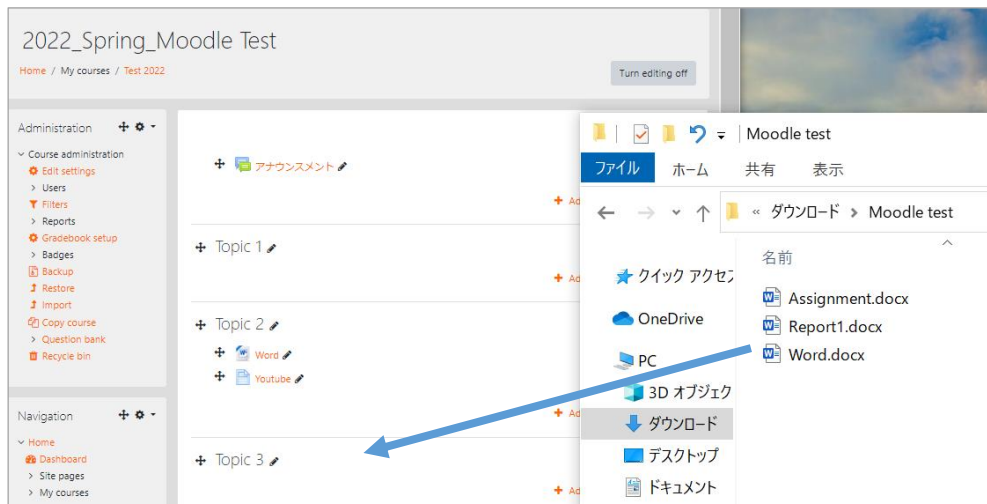 2022_Spring_Moodle Test
Home / My courses / Test 2022
Turn editing off
Administration
Course administration
Edit settings
Users
Filters
Reports
Gradebook setup
Badges
Backup
Restore
Import
Copy course
Question bank
Recycle bin
Navigation
Home
Dashboard
Site pages
My courses
アナウンスメント
Ad
Topic 1
Ad
Topic 2
Word
Youtube
Ad
Topic 3
Ad
Moodle test
ファイル ホーム 共有 表示
« ダウンロード > Moodle test
クイック アクセス
OneDrive
PC
3D オブジェク
ダウンロード
デスクトップ
ドキュメント
名前
Assignment.docx
Report1.docx
Word.docx